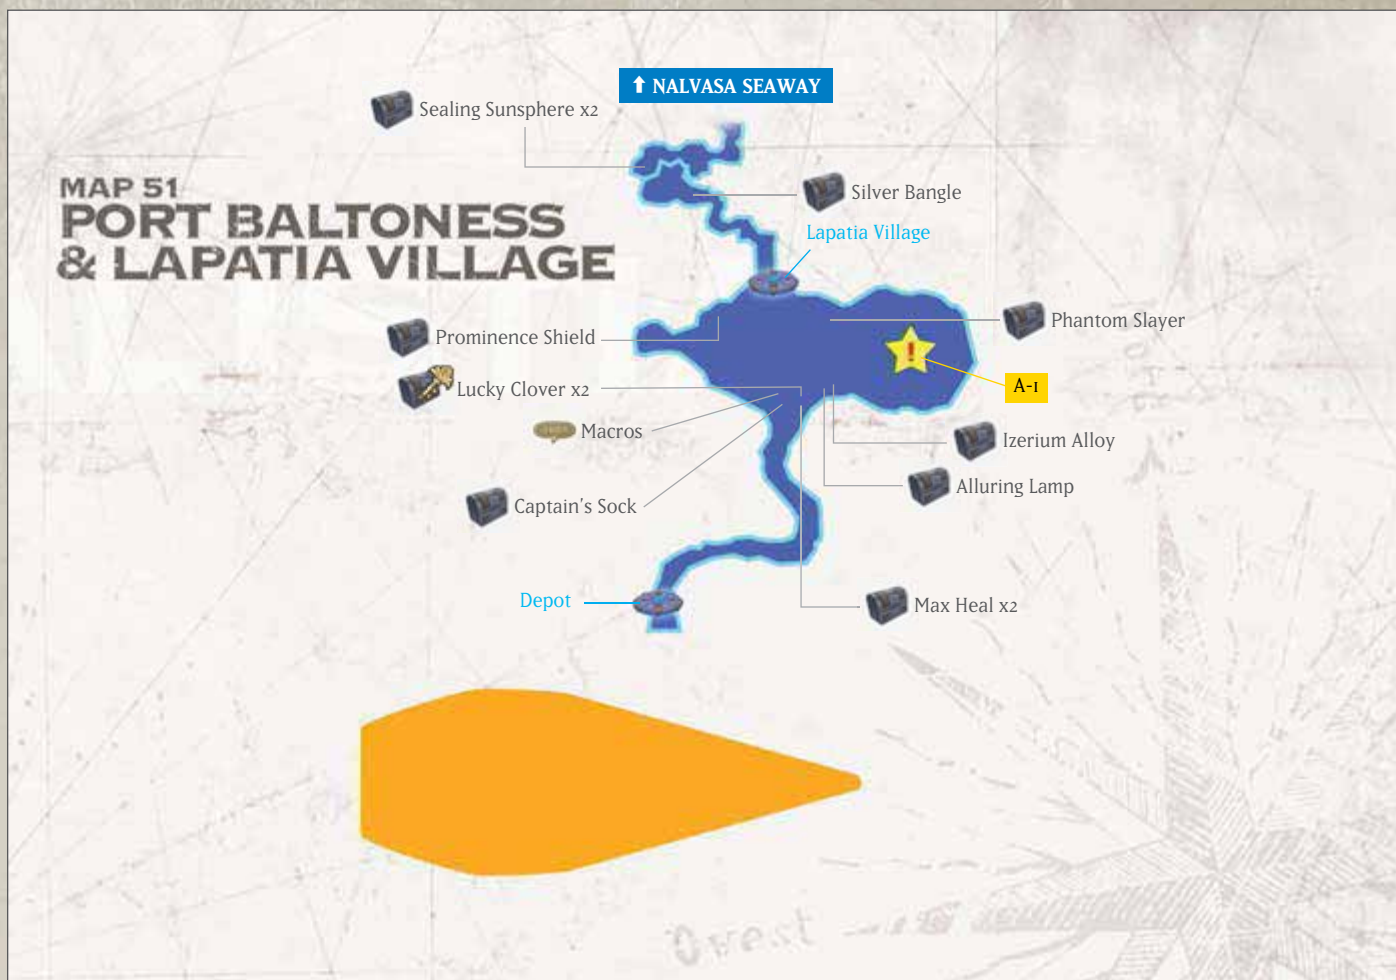 ↑ NALVASA SEAWAY
Sealing Sunsphere x2
MAP 51
PORT BALTONESS
& LAPATIA VILLAGE
Silver Bangle
Lapatia Village
Prominence Shield
Phantom Slayer
Lucky Clover x2
A-1
Macros
Izerium Alloy
Alluring Lamp
Captain's Sock
Depot
Max Heal x2
Ovest